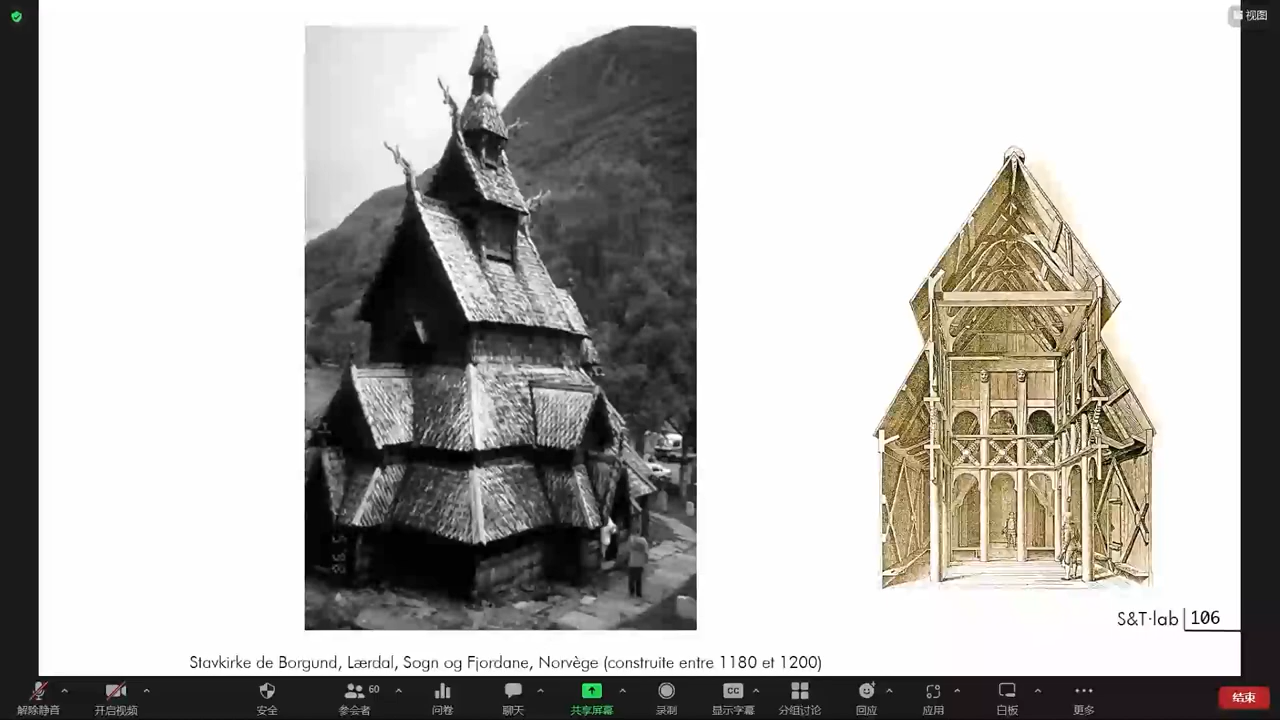 视图
S&T·lab 106
Stavkirke de Borgund, Lærdal, Sogn og Fjordane, Norvège (construite entre 1180 et 1200)
60
CC
解除静音 开启视频 安全 参会者 问卷 聊天 共享屏幕 录制 显示字幕 分组讨论 回应 应用 白板 更多 结束